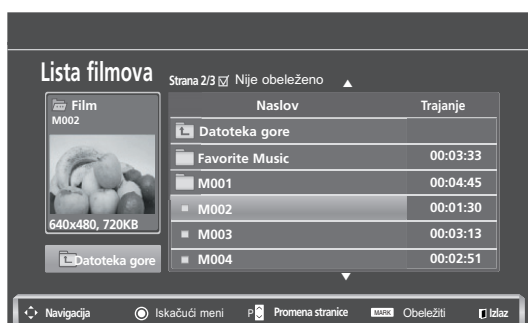 Lista filmova
Strana 2/3 Nije obeleženo
Film
M002
640x480, 720KB
Datoteka gore
Naslov Trajanje
Datoteka gore
Favorite Music 00:03:33
M001 00:04:45
M002 00:01:30
M003 00:03:13
M004 00:02:51
Navigacija Iskačući meni P Promena stranice MARK Obeležiti Izlaz